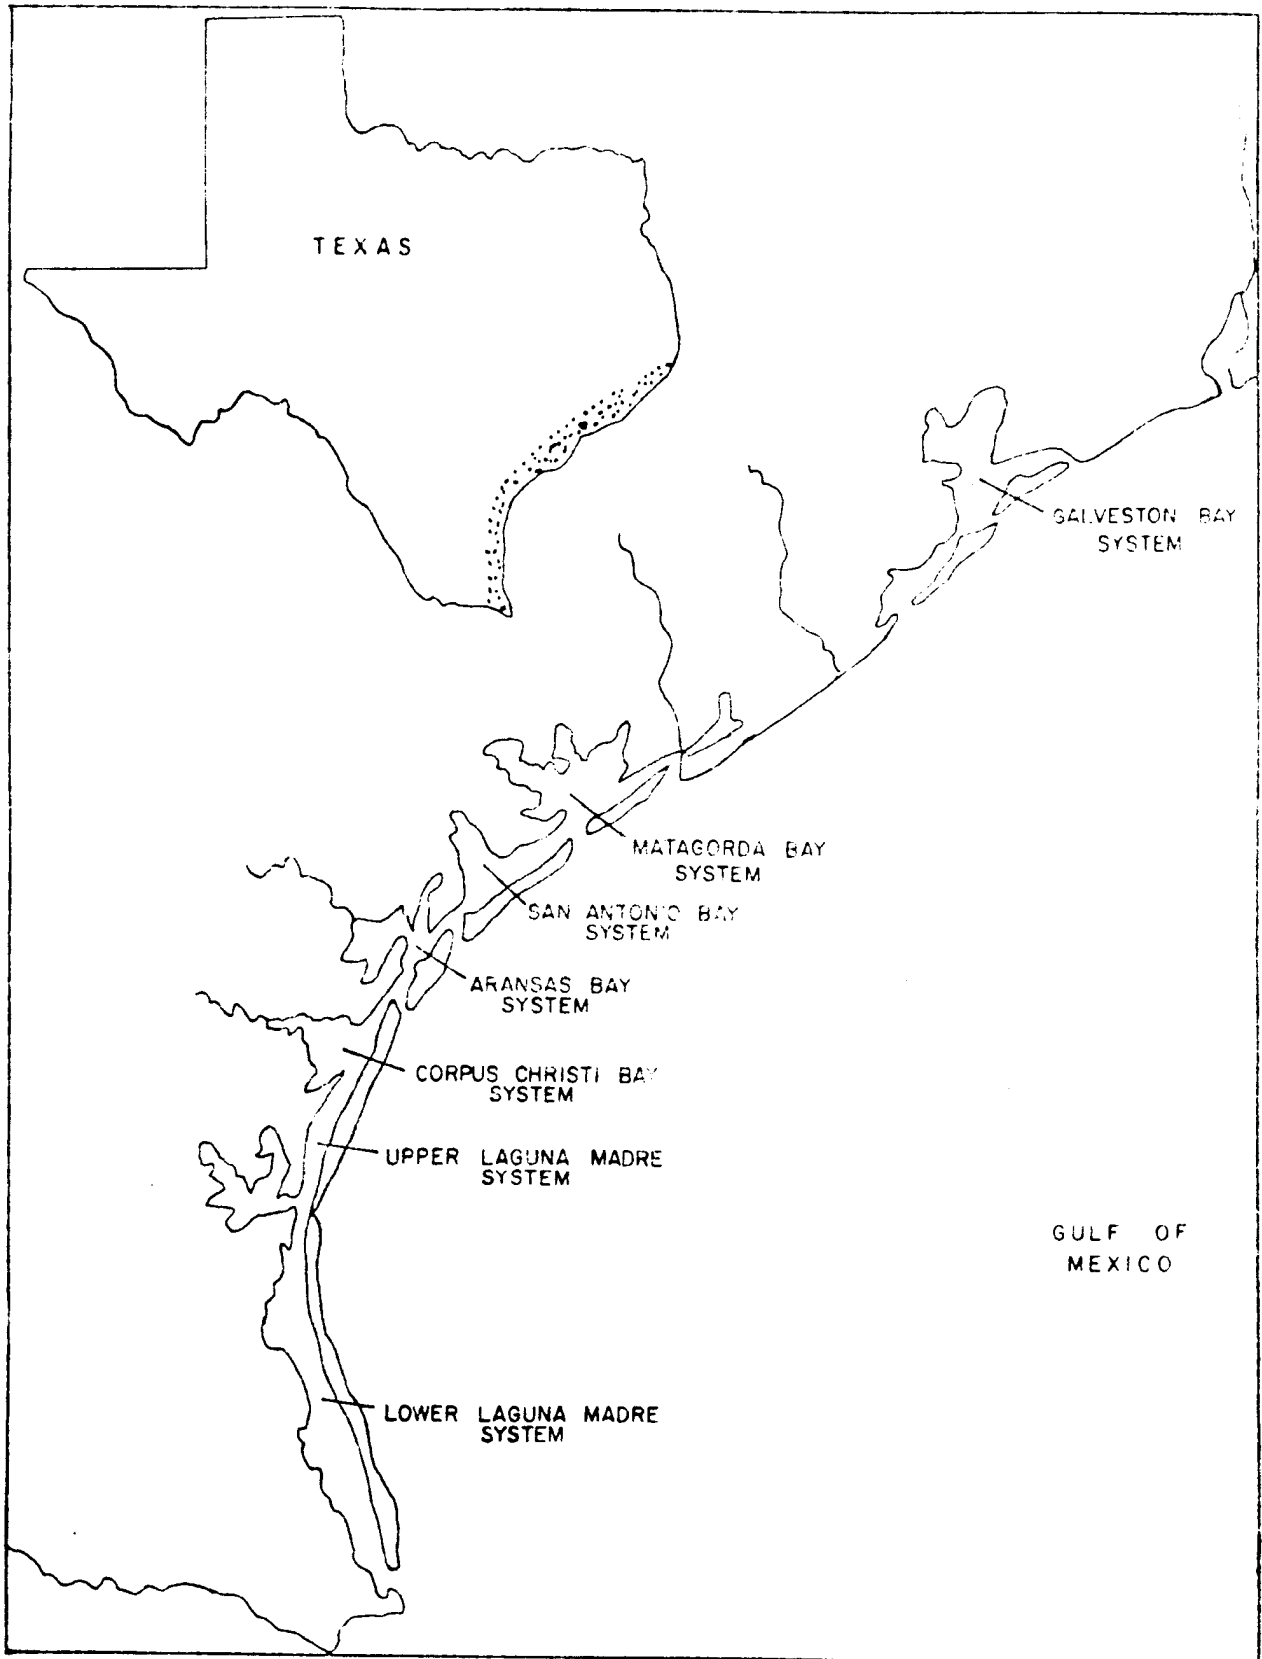 TEXAS
GALVESTON BAY
SYSTEM
MATAGORDA BAY
SYSTEM
SAN ANTONIO BAY
SYSTEM
ARANSAS BAY
SYSTEM
CORPUS CHRISTI BAY
SYSTEM
UPPER LAGUNA MADRE
SYSTEM
GULF OF
MEXICO
LOWER LAGUNA MADRE
SYSTEM